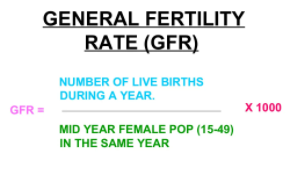 GENERAL FERTILITY
RATE (GFR)
NUMBER OF LIVE BIRTHS
DURING A YEAR.
GFR =
X 1000
MID YEAR FEMALE POP (15-49)
IN THE SAME YEAR